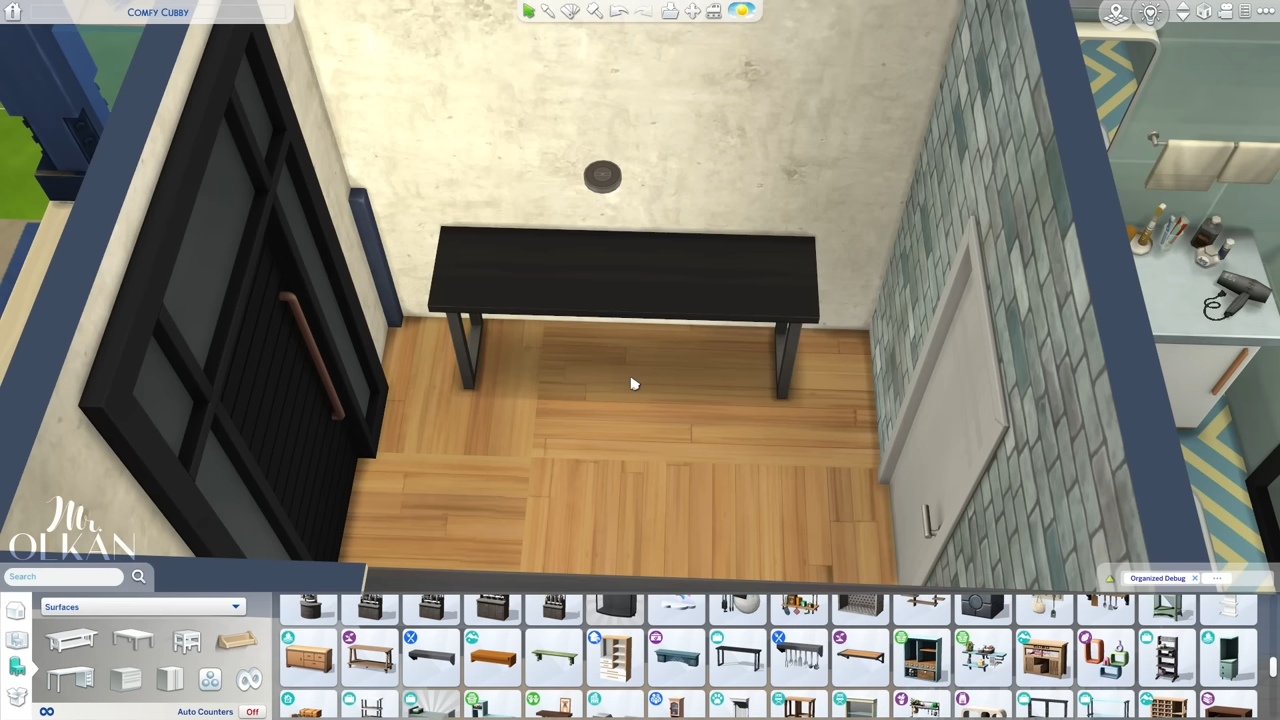 COMFY CUBBY
Mr.
OLKAN
Search
Organized Debug
Surfaces
Auto Counters
Off